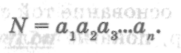 N = a₁a₂a₃...aₙ.